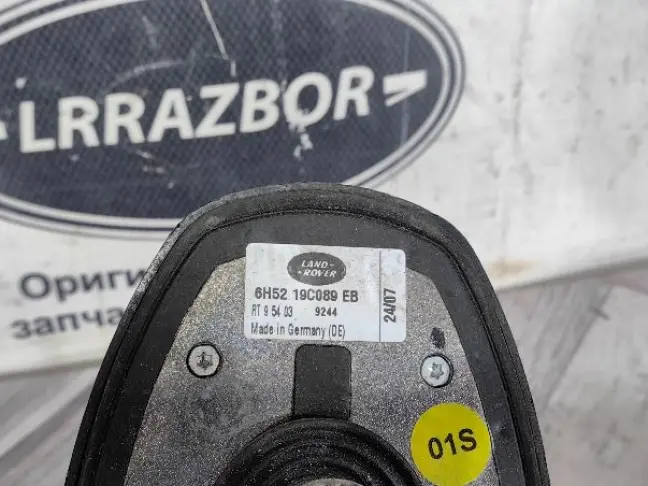 LRRAZBOR
Ориги
запча
LAND-
-ROVER
6H52 19C089 EB
RT 9 54 03 9244
Made in Germany (DE)
24/07
01S